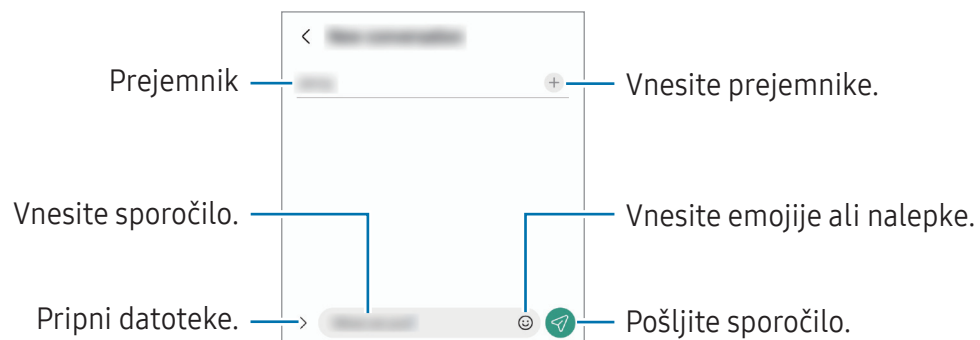 Prejemnik
Vnesite prejemnike.
Vnesite sporočilo.
Vnesite emojije ali nalepke.
Pripni datoteke.
Pošljite sporočilo.